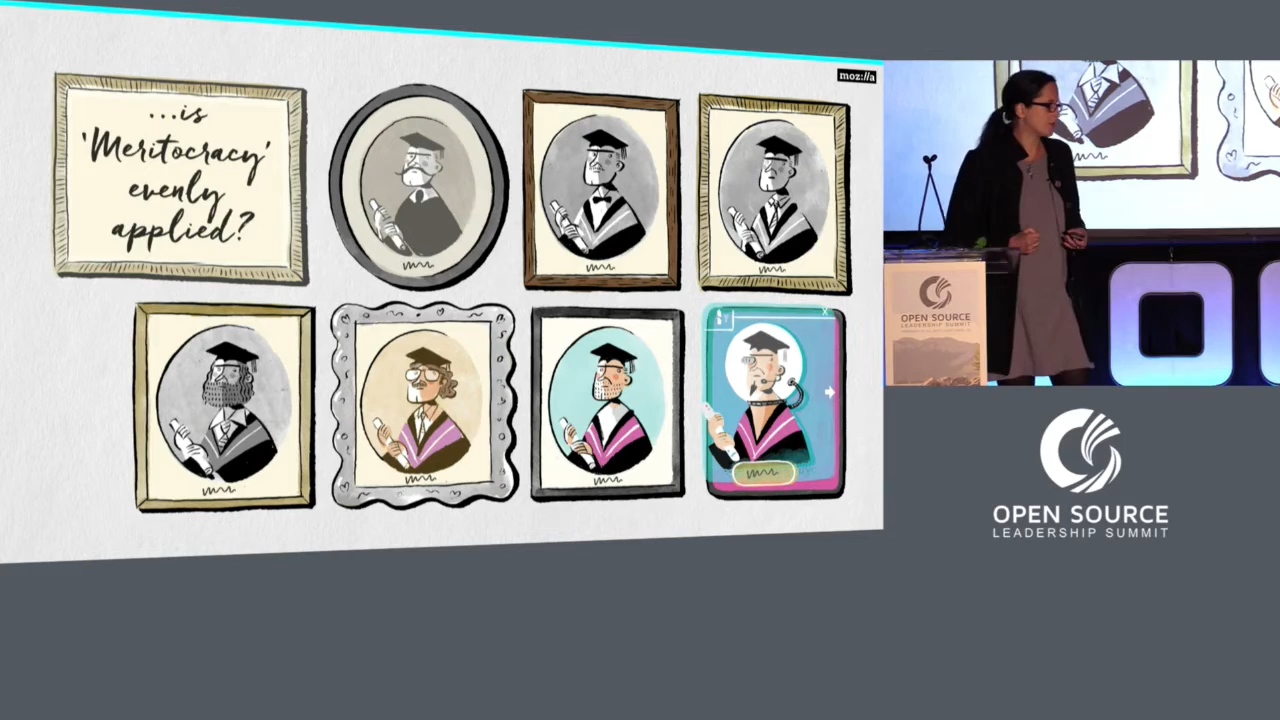 ...is
'Meritocracy'
evenly
applied?
moz://a
OPEN SOURCE
LEADERSHIP SUMMIT
OPEN SOURCE
LEADERSHIP SUMMIT